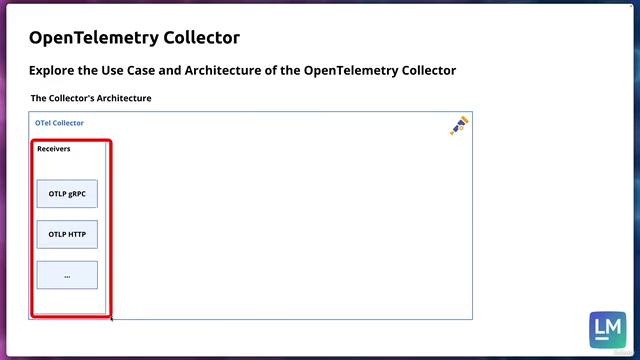 OpenTelemetry Collector
Explore the Use Case and Architecture of the OpenTelemetry Collector
The Collector's Architecture
OTel Collector
Receivers
OTLP gRPC
OTLP HTTP
...
LM